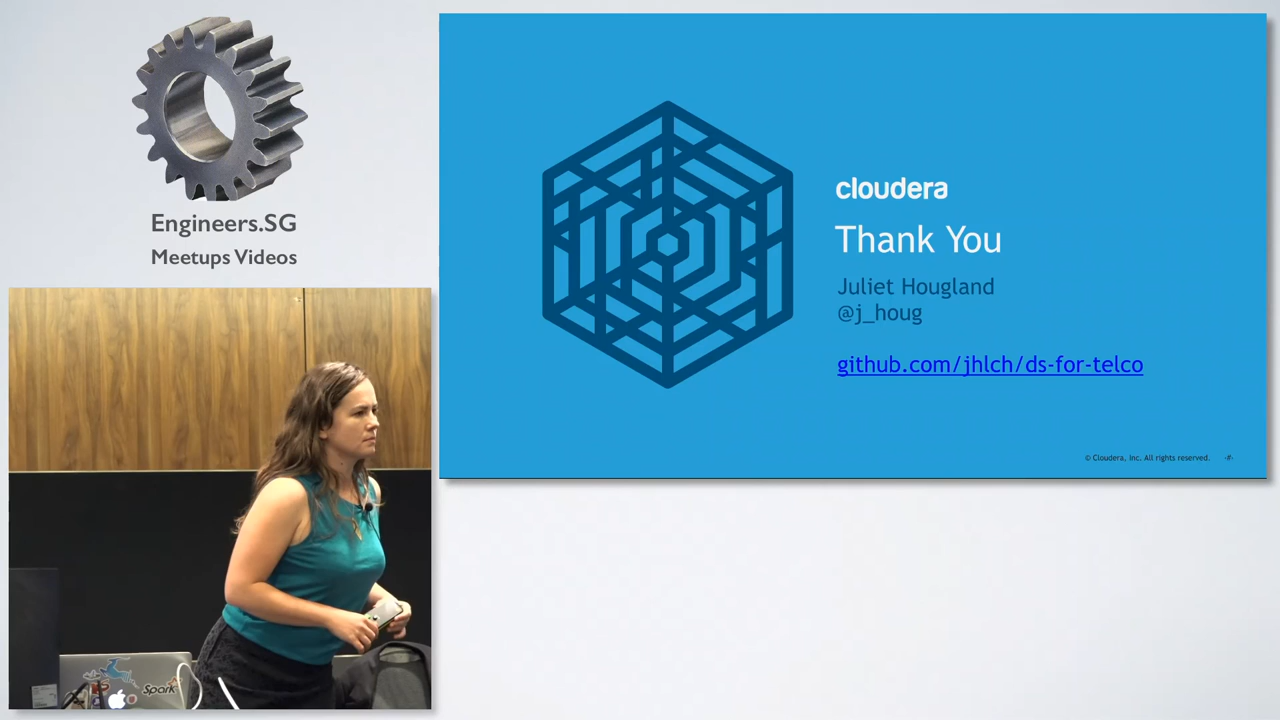 Engineers.SG
Meetups Videos
cloudera
Thank You
Juliet Hougland
@j_houg
github.com/jhlch/ds-for-telco
© Cloudera, Inc. All rights reserved. -#-
Spark